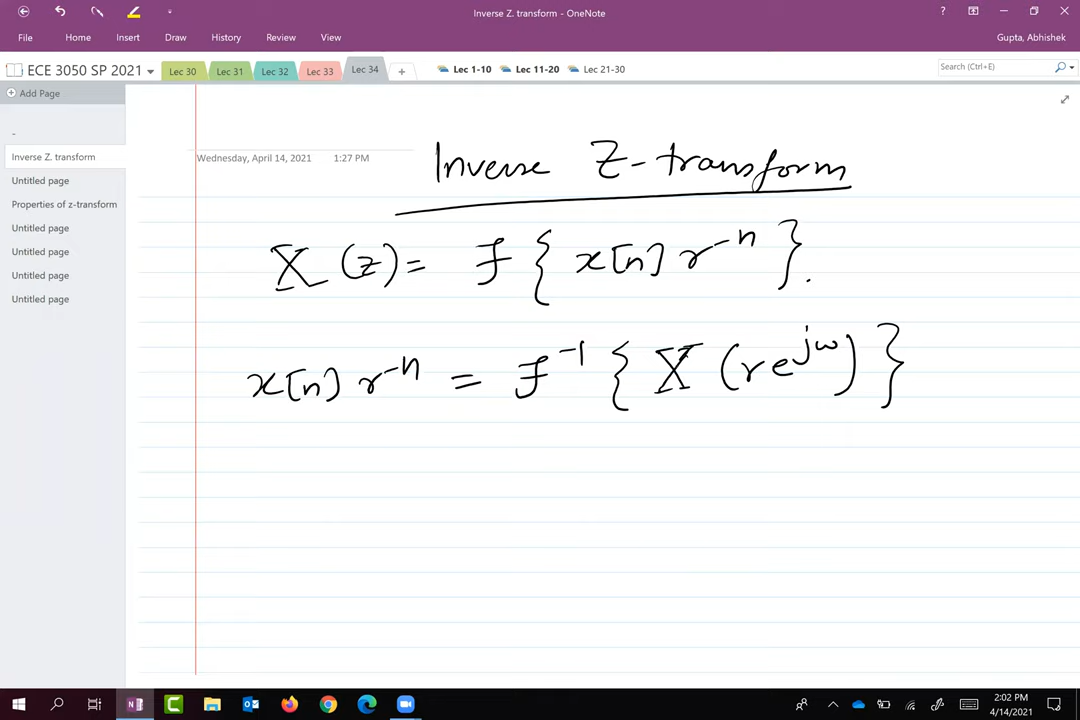 Inverse Z. transform - OneNote
?
File Home Insert Draw History Review View Gupta, Abhishek
ECE 3050 SP 2021 Lec 30 Lec 31 Lec 32 Lec 33 Lec 34 + Lec 1-10 Lec 11-20 Lec 21-30 Search (Ctrl+E)
Add Page
-
Inverse Z. transform
Untitled page
Properties of z-transform
Untitled page
Untitled page
Untitled page
Untitled page
Wednesday, April 14, 2021 1:27 PM
Inverse Z-transform
X(z) = F{x[n] r^{-n}}.
x[n] r^{-n} = F^{-1}{X(re^{jω})}
2:02 PM
4/14/2021